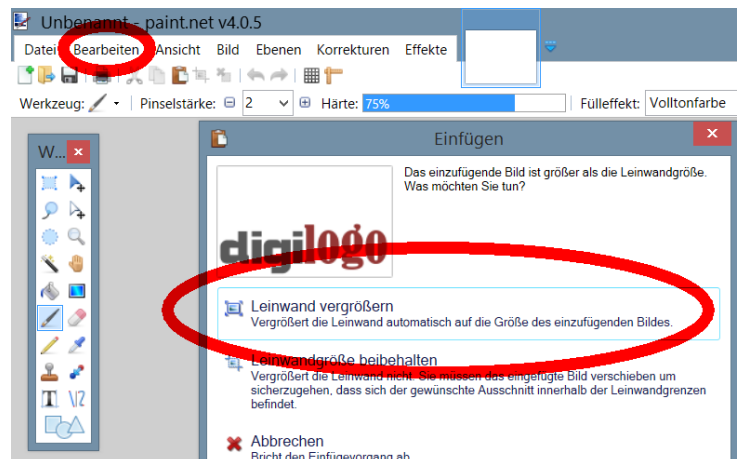 Unbenannt - paint.net v4.0.5
Datei Bearbeiten Ansicht Bild Ebenen Korrekturen Effekte
Werkzeug: Pinselstärke: 2 Härte: 75% Fülleffekt: Volltonfarbe
W...
Einfügen
Das einzufügende Bild ist größer als die Leinwandgröße.
Was möchten Sie tun?
digilogo
Leinwand vergrößern
Vergrößert die Leinwand automatisch auf die Größe des einzufügenden Bildes.
Leinwandgröße beibehalten
Vergrößert die Leinwand nicht. Sie müssen das eingefügte Bild verschieben um
sicherzugehen, dass sich der gewünschte Ausschnitt innerhalb der Leinwandgrenzen
befindet.
Abbrechen
Bricht den Einfügevorgang ab.